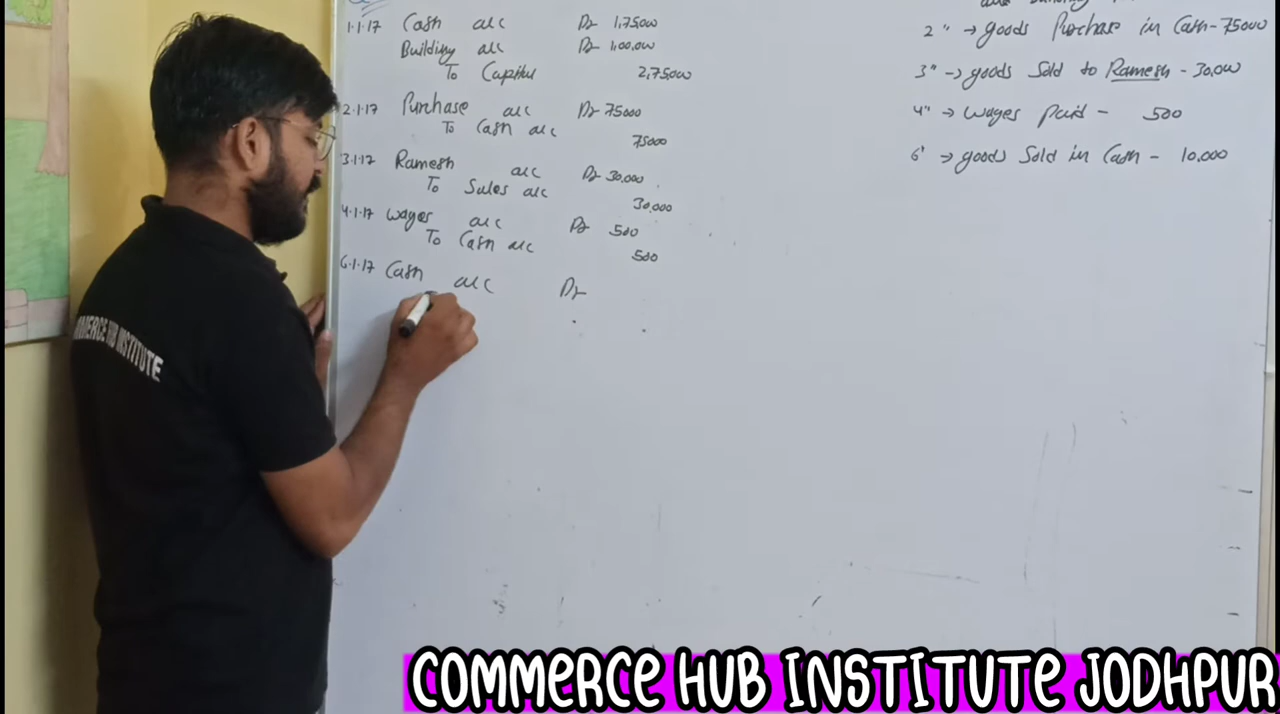 1.1.17 Cash a/c Dr 1,75,000
Building a/c Dr 1,00,000
To Capital 2,75,000
2.1.17 Purchase a/c Dr 75000
To Cash a/c 75000
3.1.17 Ramesh a/c Dr 30,000
To Sales a/c 30,000
4.1.17 Wages a/c Dr 500
To Cash a/c 500
6.1.17 Cash a/c Dr
2 " → goods Purchase in Cash - 75000
3 " → goods Sold to Ramesh - 30,000
4 " → Wages paid - 500
6 ' → goods Sold in Cash - 10,000
COMMERCE HUB INSTITUTE JODHPUR